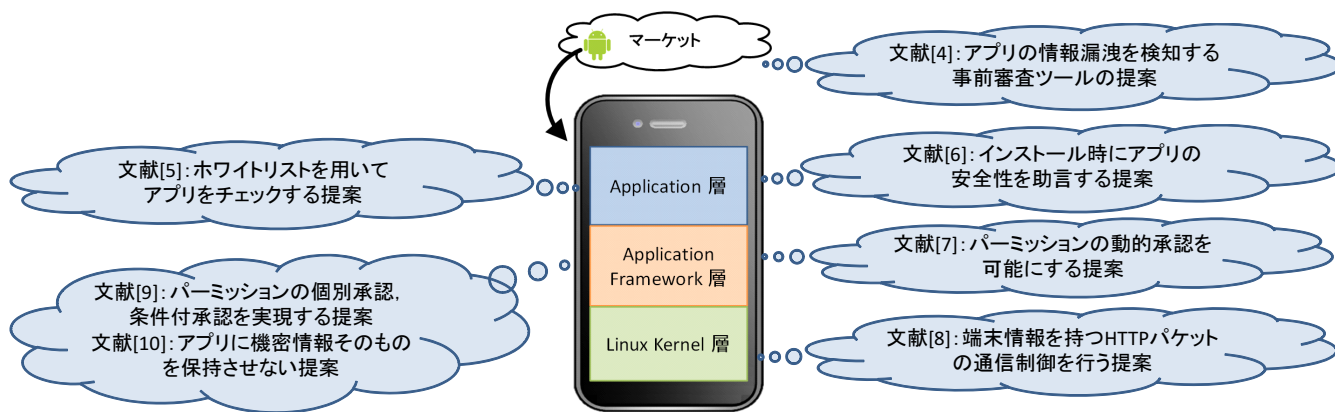 マーケット
文献[4]：アプリの情報漏洩を検知する
事前審査ツールの提案
文献[5]：ホワイトリストを用いて
アプリをチェックする提案
文献[6]：インストール時にアプリの
安全性を助言する提案
Application 層
文献[7]：パーミッションの動的承認を
可能にする提案
Application
Framework 層
文献[9]：パーミッションの個別承認，
条件付承認を実現する提案
文献[10]：アプリに機密情報そのもの
を保持させない提案
Linux Kernel 層
文献[8]：端末情報を持つHTTPパケット
の通信制御を行う提案